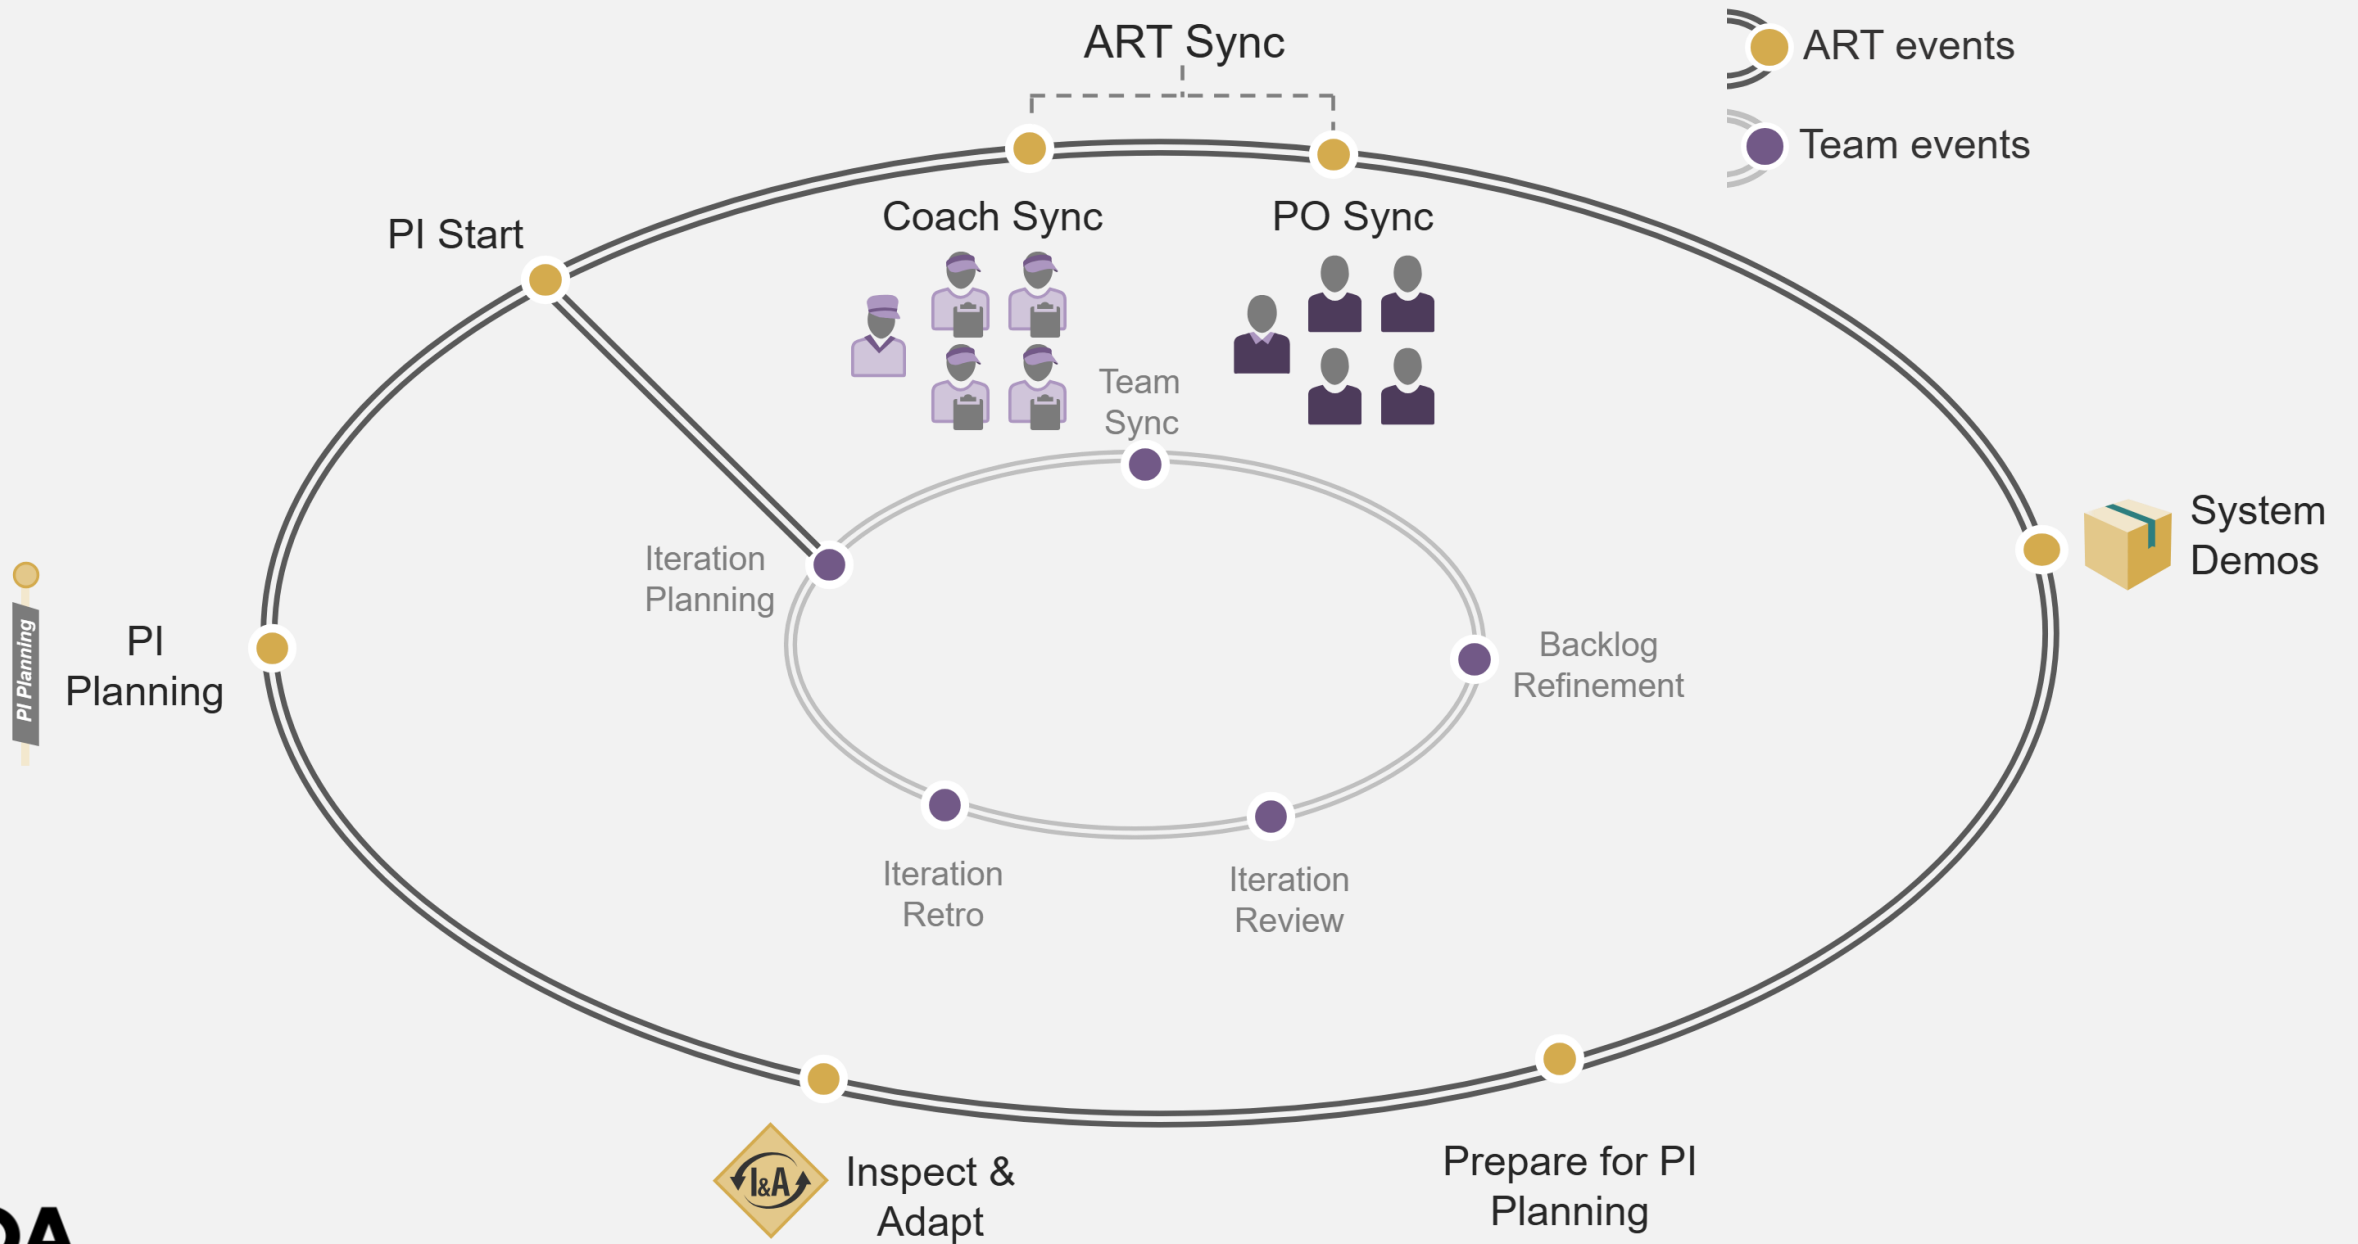 ART Sync
ART events
Team events
PI Start
Coach Sync
PO Sync
Team
Sync
System
Demos
Iteration
Planning
PI Planning
PI
Planning
Backlog
Refinement
Iteration
Retro
Iteration
Review
I&A
Inspect &
Adapt
Prepare for PI
Planning